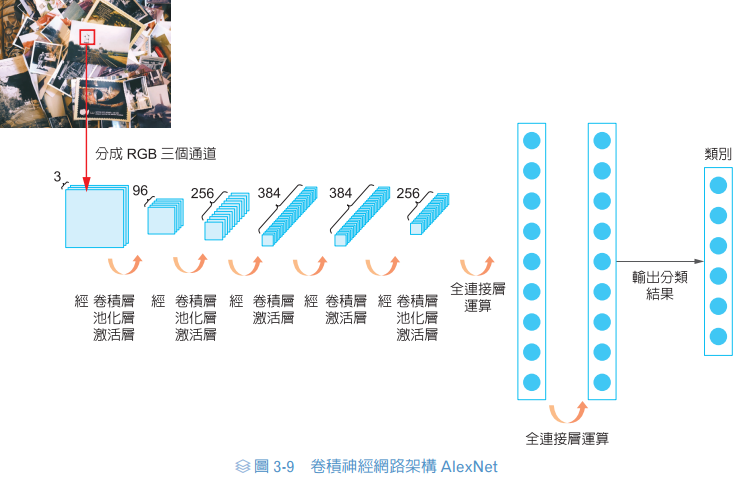 分成 RGB 三個通道
3
96
256
384
384
256
類別
經 卷積層
池化層
激活層
經 卷積層
池化層
激活層
經 卷積層
激活層
經 卷積層
激活層
經 卷積層
池化層
激活層
全連接層
運算
輸出分類
結果
全連接層運算
圖 3-9 卷積神經網路架構 AlexNet